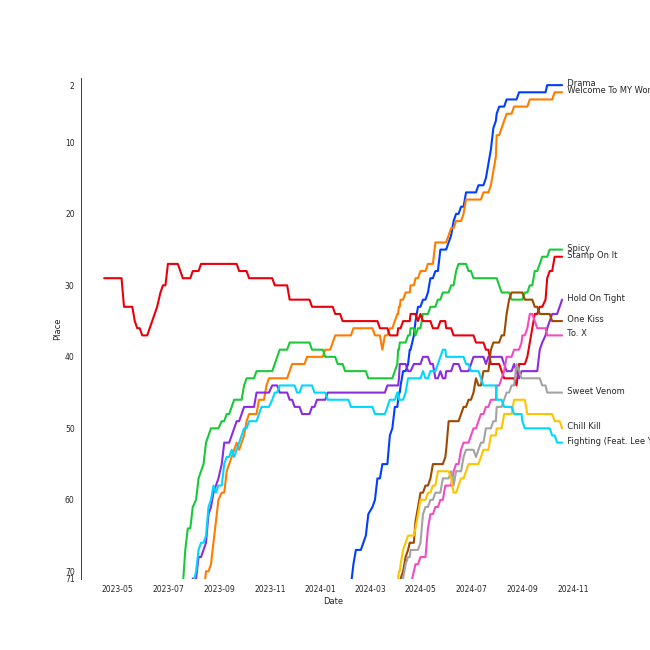 2
10
20
30
40
50
60
70
71
Place
Drama
Welcome To MY
Spicy
Stamp On It
Hold On Tight
One Kiss
To. X
Sweet Venom
Chill Kill
Fighting (Feat. Lee
2023-05
2023-07
2023-09
2023-11
2024-01
2024-03
2024-05
2024-07
2024-09
2024-11
Date